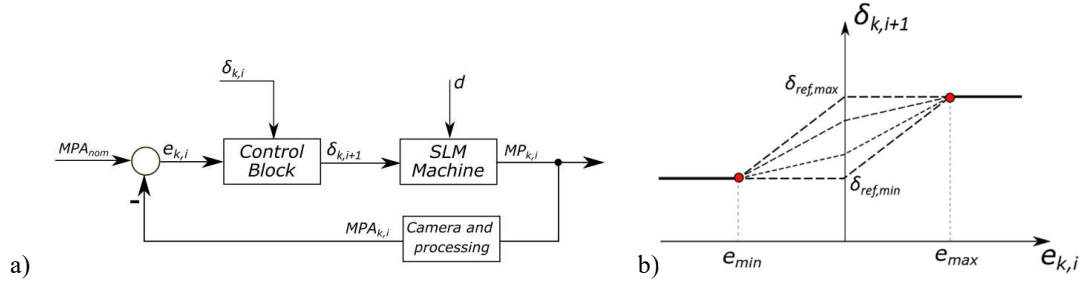 δk,i
d
MPAnom
ek,i
Control
Block
δk,i+1
SLM
Machine
MPk,i
-
MPAk,i
Camera and
processing
a)
δk,i+1
δref,max
δref,min
emin
emax
ek,i
b)